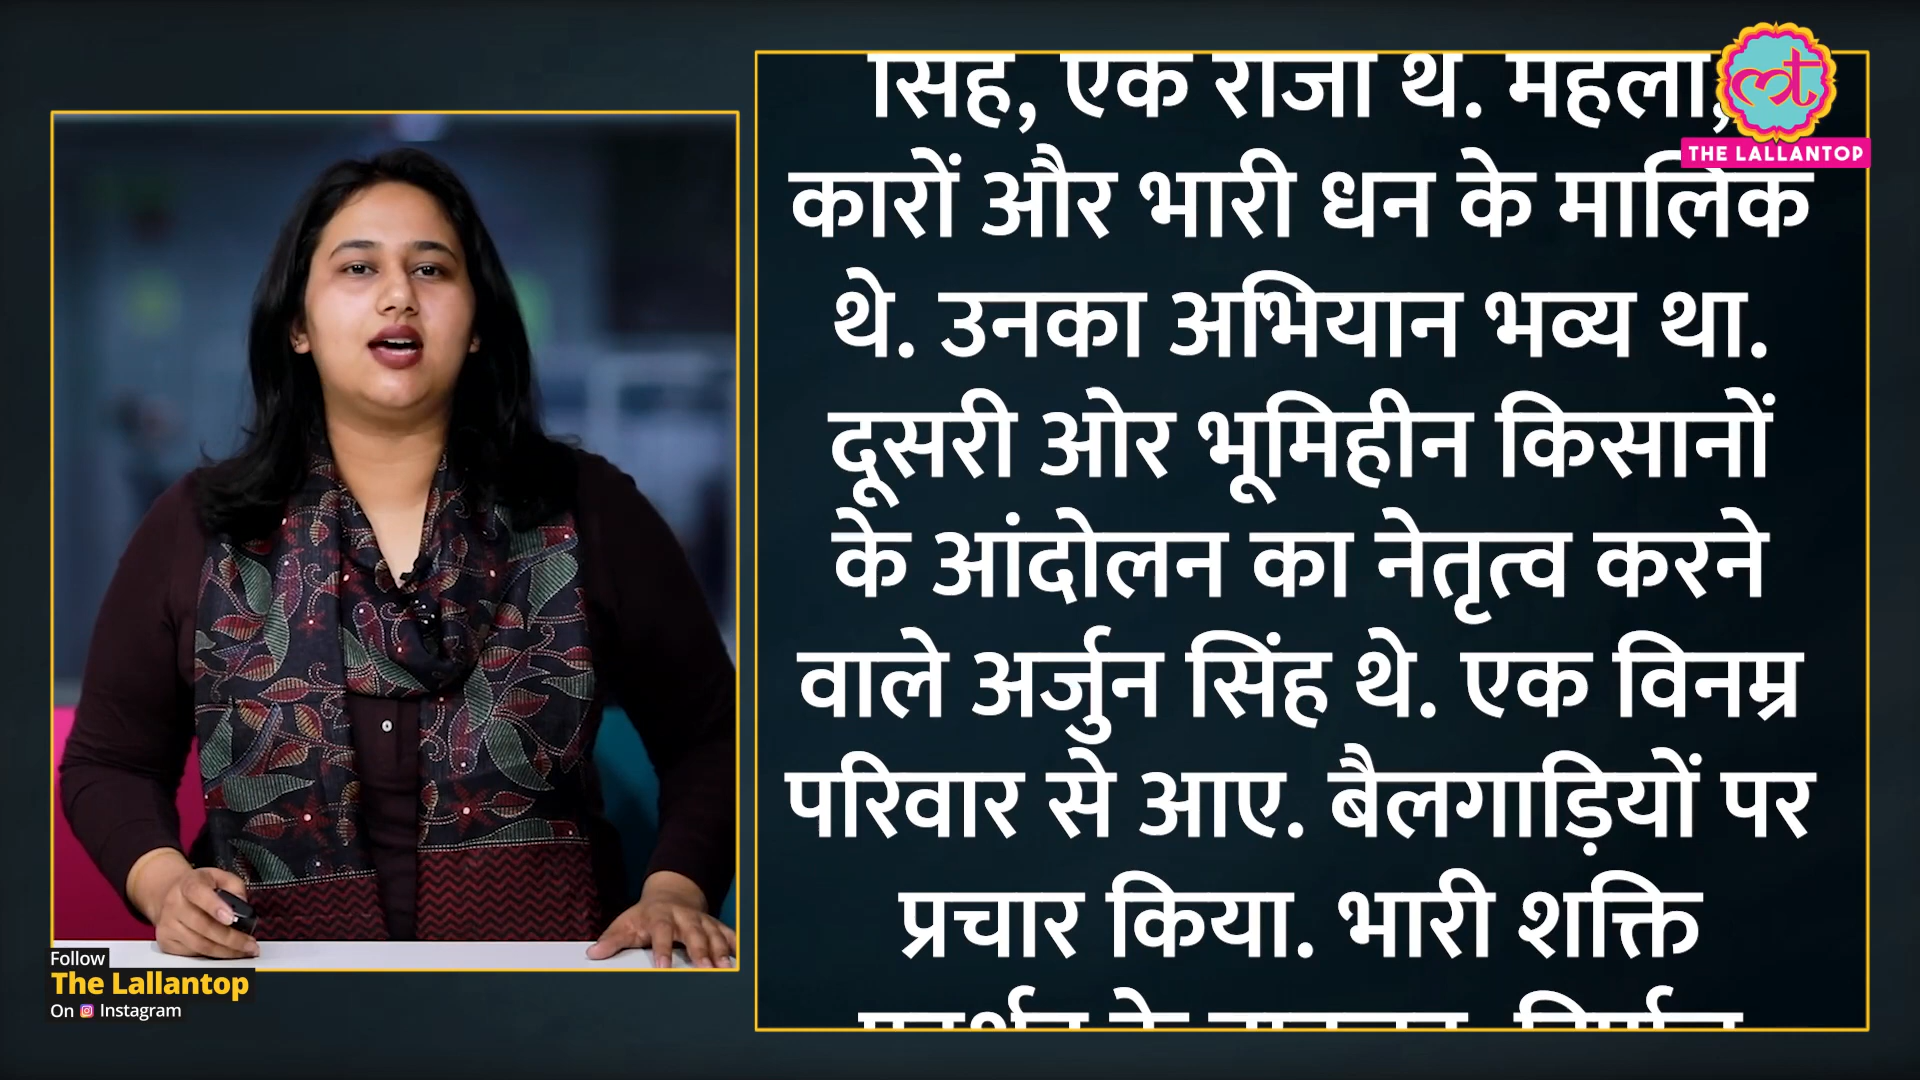 सिंह, एक राजा थे. महलों,
कारों और भारी धन के मालिक
थे. उनका अभियान भव्य था.
दूसरी ओर भूमिहीन किसानों
के आंदोलन का नेतृत्व करने
वाले अर्जुन सिंह थे. एक विनम्र
परिवार से आए. बैलगाड़ियों पर
प्रचार किया. भारी शक्ति
THE LALLANTOP
Follow
The Lallantop
On Instagram